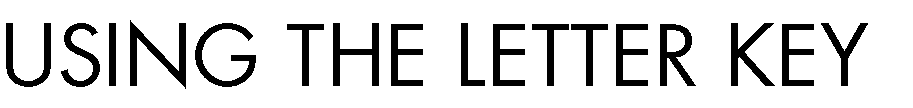 USING THE LETTER KEY